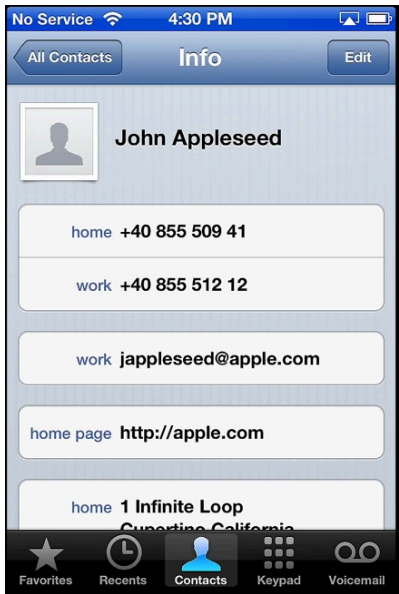 No Service 4:30 PM
All Contacts Info Edit
John Appleseed
home +40 855 509 41
work +40 855 512 12
work jappleseed@apple.com
home page http://apple.com
home 1 Infinite Loop
Cupertino California
Favorites Recents Contacts Keypad Voicemail